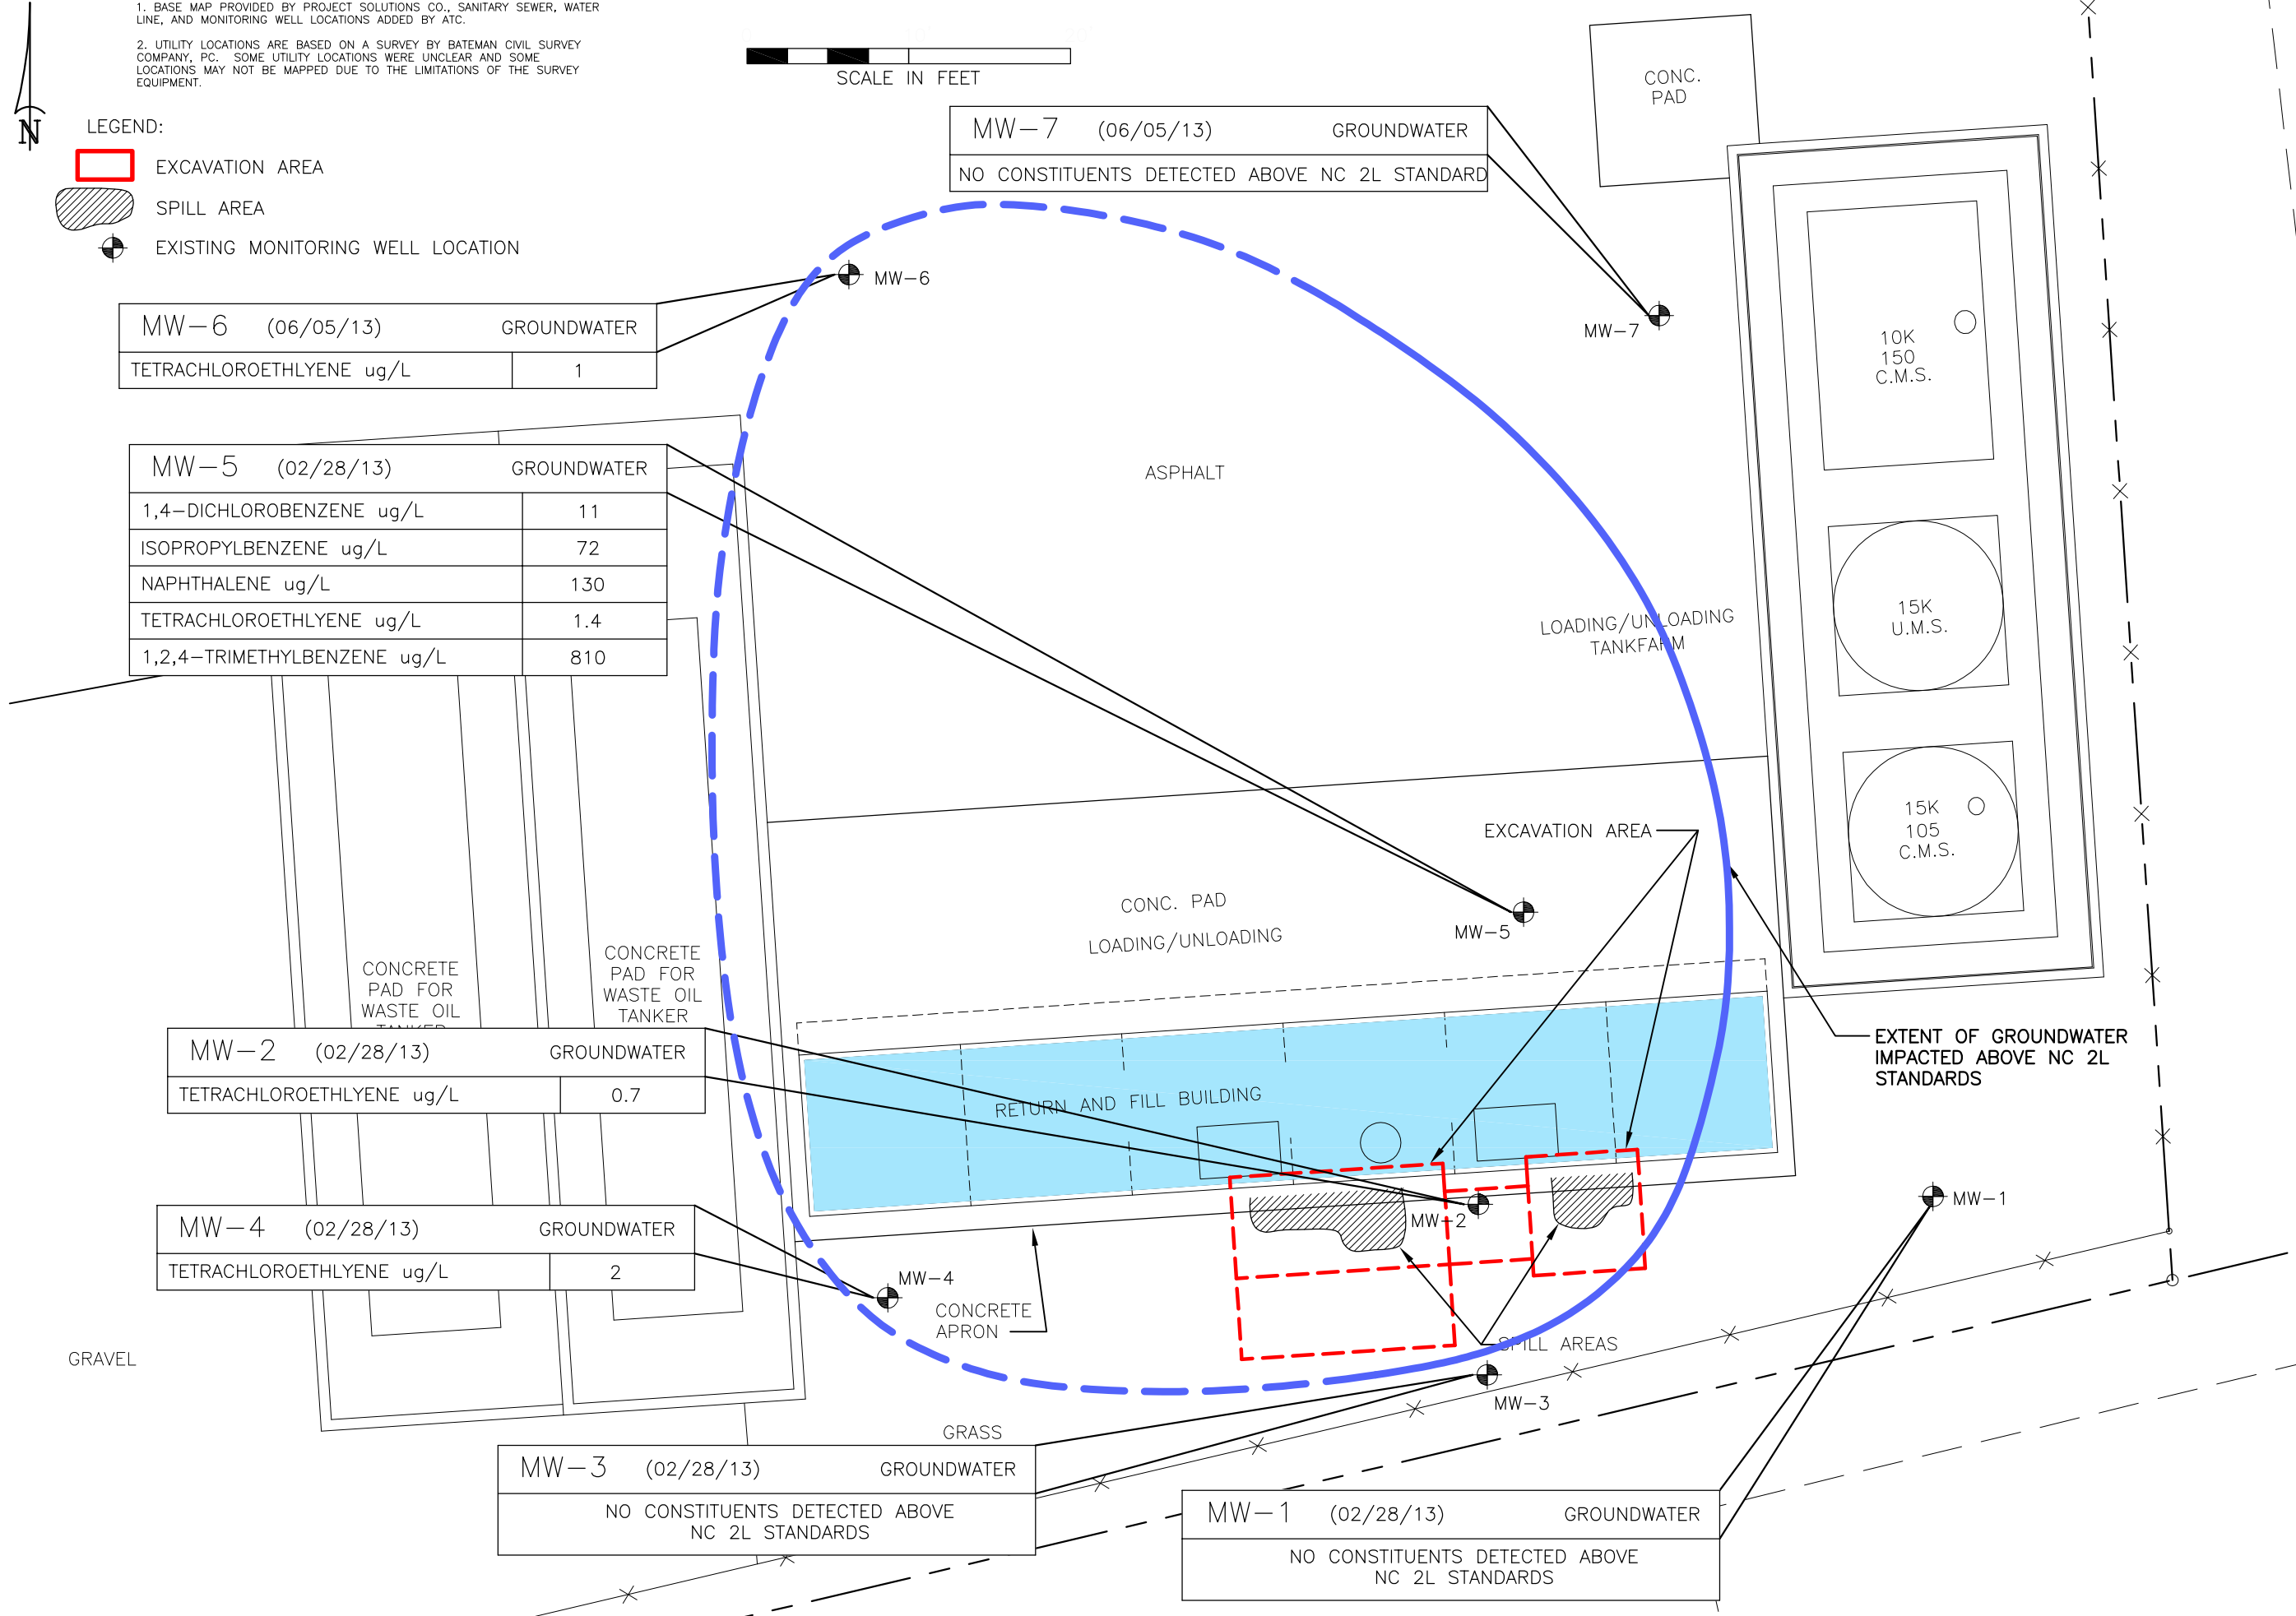 1. BASE MAP PROVIDED BY PROJECT SOLUTIONS CO., SANITARY SEWER, WATER
LINE, AND MONITORING WELL LOCATIONS ADDED BY ATC.
2. UTILITY LOCATIONS ARE BASED ON A SURVEY BY BATEMAN CIVIL SURVEY
COMPANY, PC. SOME UTILITY LOCATIONS WERE UNCLEAR AND SOME
LOCATIONS MAY NOT BE MAPPED DUE TO THE LIMITATIONS OF THE SURVEY
EQUIPMENT.
SCALE IN FEET
N
LEGEND:
EXCAVATION AREA
SPILL AREA
EXISTING MONITORING WELL LOCATION
CONC.
PAD
MW-7 (06/05/13) GROUNDWATER
NO CONSTITUENTS DETECTED ABOVE NC 2L STANDARD
MW-6
MW-7
MW-6 (06/05/13) GROUNDWATER
TETRACHLOROETHLYENE ug/L 1
10K
150
C.M.S.
MW-5 (02/28/13) GROUNDWATER
1,4-DICHLOROBENZENE ug/L 11
ISOPROPYLBENZENE ug/L 72
NAPHTHALENE ug/L 130
TETRACHLOROETHLYENE ug/L 1.4
1,2,4-TRIMETHYLBENZENE ug/L 810
ASPHALT
LOADING/UNLOADING
TANKFARM
15K
U.M.S.
15K
105
C.M.S.
EXCAVATION AREA
CONC. PAD
LOADING/UNLOADING
MW-5
CONCRETE
PAD FOR
WASTE OIL
TANKER
CONCRETE
PAD FOR
WASTE OIL
TANKER
EXTENT OF GROUNDWATER
IMPACTED ABOVE NC 2L
STANDARDS
MW-2 (02/28/13) GROUNDWATER
TETRACHLOROETHLYENE ug/L 0.7
RETURN AND FILL BUILDING
MW-2
MW-1
MW-4 (02/28/13) GROUNDWATER
TETRACHLOROETHLYENE ug/L 2
MW-4
CONCRETE
APRON
SPILL AREAS
GRAVEL
MW-3
GRASS
MW-3 (02/28/13) GROUNDWATER
NO CONSTITUENTS DETECTED ABOVE
NC 2L STANDARDS
MW-1 (02/28/13) GROUNDWATER
NO CONSTITUENTS DETECTED ABOVE
NC 2L STANDARDS